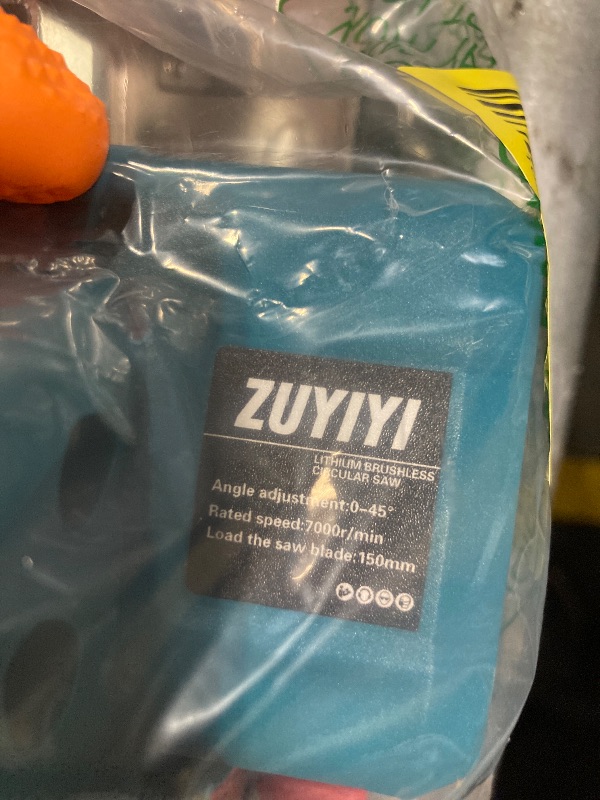 ZUYIYI
LITHIUM BRUSHLESS
CIRCULAR SAW
Angle adjustment:0–45°
Rated speed:7000r/min
Load the saw blade:150mm